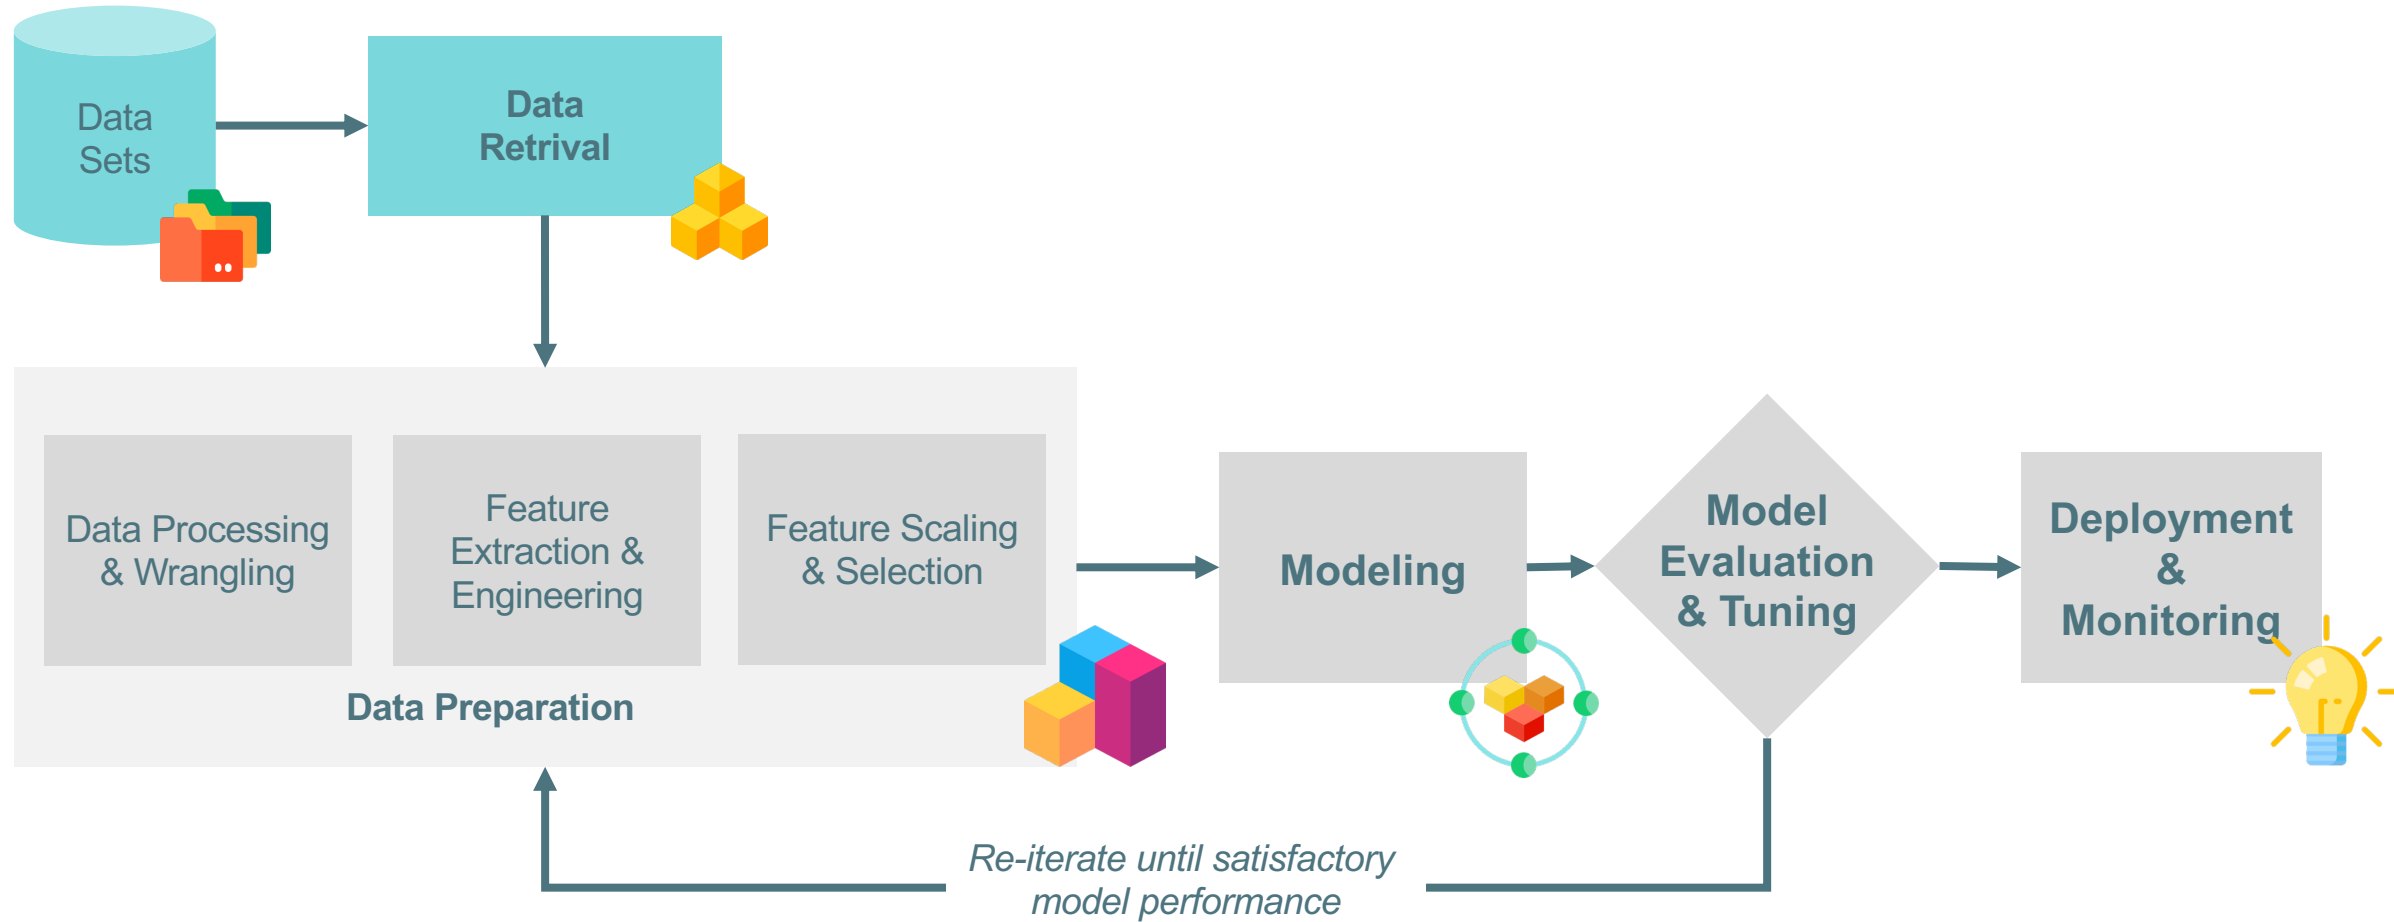 Data
Sets
Data
Retrival
Data Processing
& Wrangling
Feature
Extraction &
Engineering
Feature Scaling
& Selection
Data Preparation
Modeling
Model
Evaluation
& Tuning
Deployment
&
Monitoring
Re-iterate until satisfactory
model performance